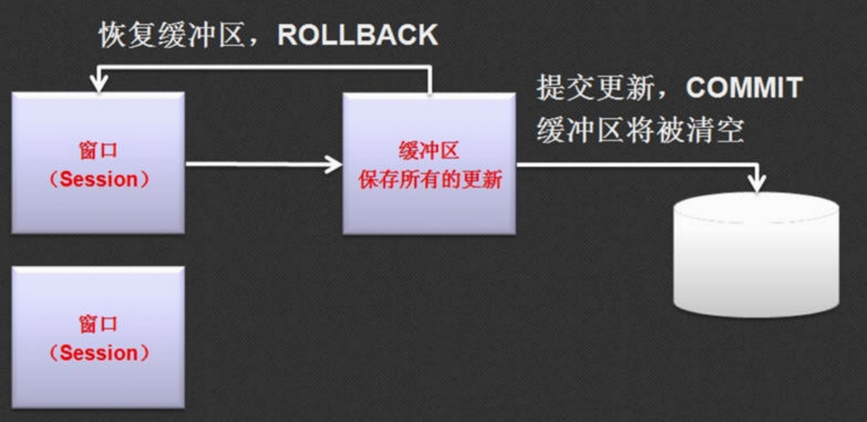 恢复缓冲区，ROLLBACK
提交更新，COMMIT
缓冲区将被清空
窗口
（Session）
缓冲区
保存所有的更新
窗口
（Session）